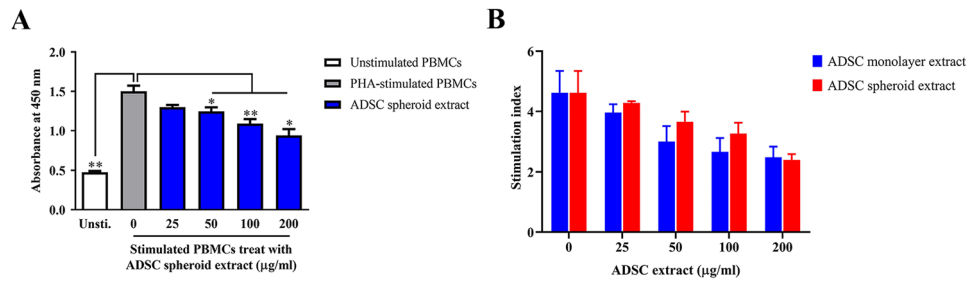 A
Absorbance at 450 nm
2.0
1.5
1.0
0.5
0.0
**
*
**
*
Unsti.
0
25
50
100
200
Stimulated PBMCs treat with
ADSC spheroid extract (μg/ml)
Unstimulated PBMCs
PHA-stimulated PBMCs
ADSC spheroid extract
B
Stimulation index
6
4
2
0
0
25
50
100
200
ADSC extract (μg/ml)
ADSC monolayer extract
ADSC spheroid extract